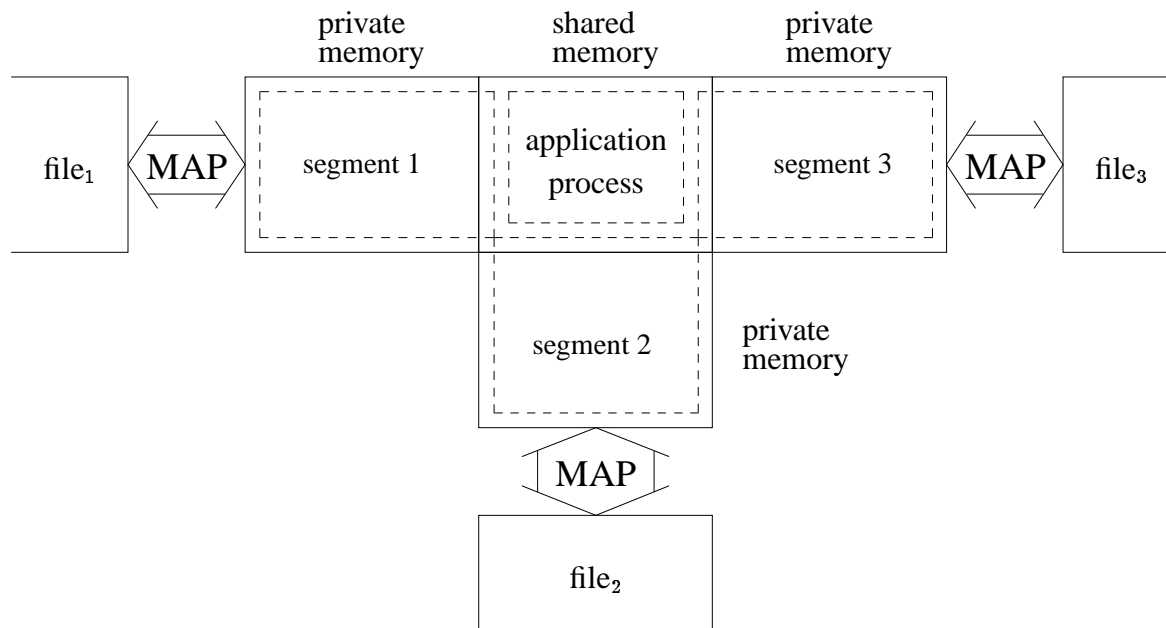 private
memory
shared
memory
private
memory
file₁
MAP
segment 1
application
process
segment 3
MAP
file₃
segment 2
private
memory
MAP
file₂